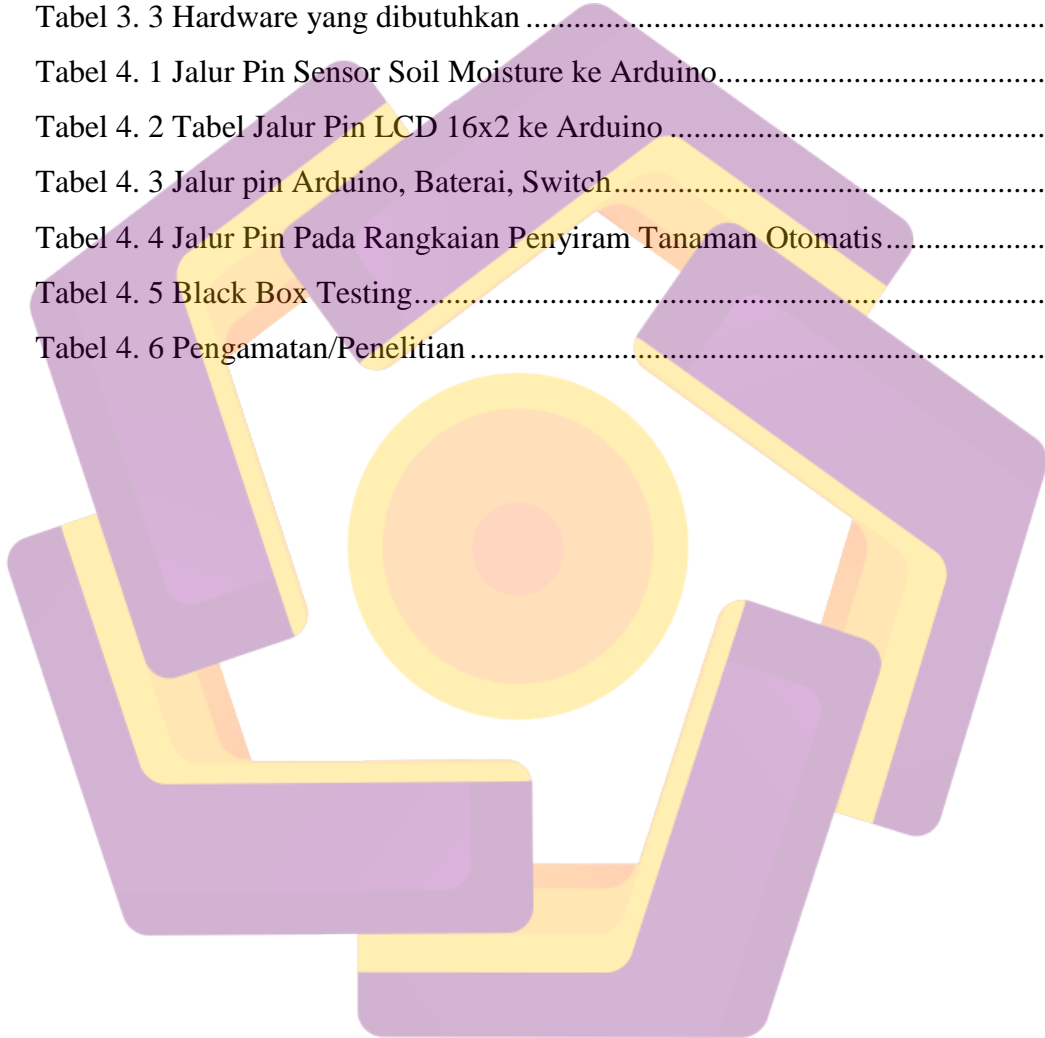 Tabel 3. 3 Hardware yang dibutuhkan ...............................................................
Tabel 4. 1 Jalur Pin Sensor Soil Moisture ke Arduino........................................
Tabel 4. 2 Tabel Jalur Pin LCD 16x2 ke Arduino ..............................................
Tabel 4. 3 Jalur pin Arduino, Baterai, Switch.....................................................
Tabel 4. 4 Jalur Pin Pada Rangkaian Penyiram Tanaman Otomatis...................
Tabel 4. 5 Black Box Testing..............................................................................
Tabel 4. 6 Pengamatan/Penelitian .......................................................................